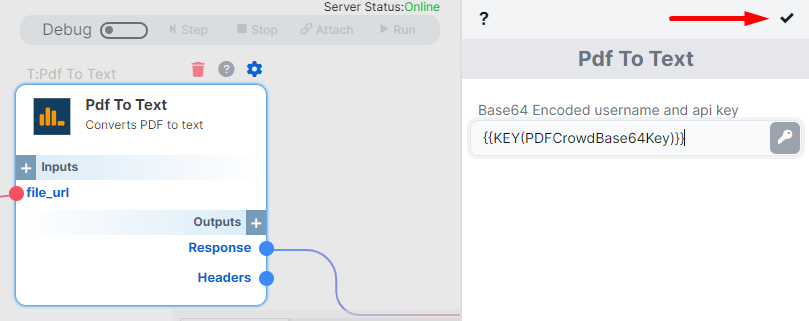 Server Status:Online
Debug
Step
Stop
Attach
Run
T:Pdf To Text
?
Pdf To Text
Converts PDF to text
+ Inputs
file_url
Outputs +
Response
Headers
?
Pdf To Text
Base64 Encoded username and api key
{{KEY(PDFCrowdBase64Key)}}